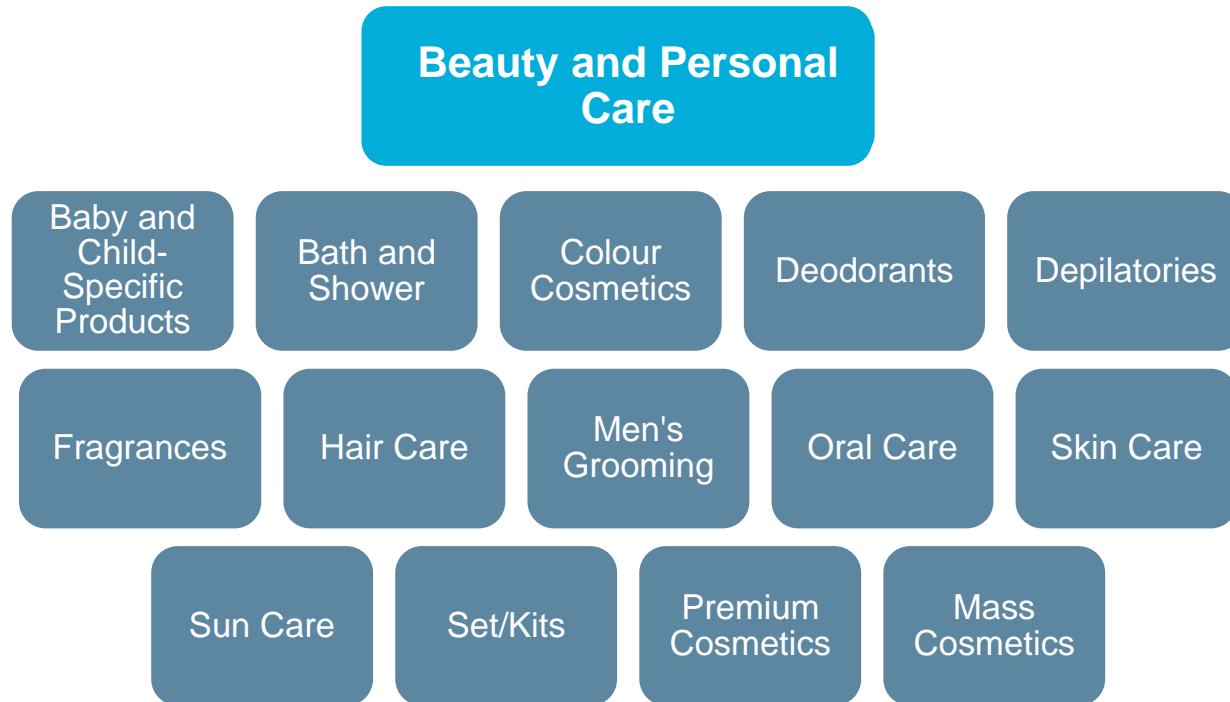 Beauty and Personal
Care
Baby and
Child-
Specific
Products
Bath and
Shower
Colour
Cosmetics
Deodorants
Depilatories
Fragrances
Hair Care
Men's
Grooming
Oral Care
Skin Care
Sun Care
Set/Kits
Premium
Cosmetics
Mass
Cosmetics